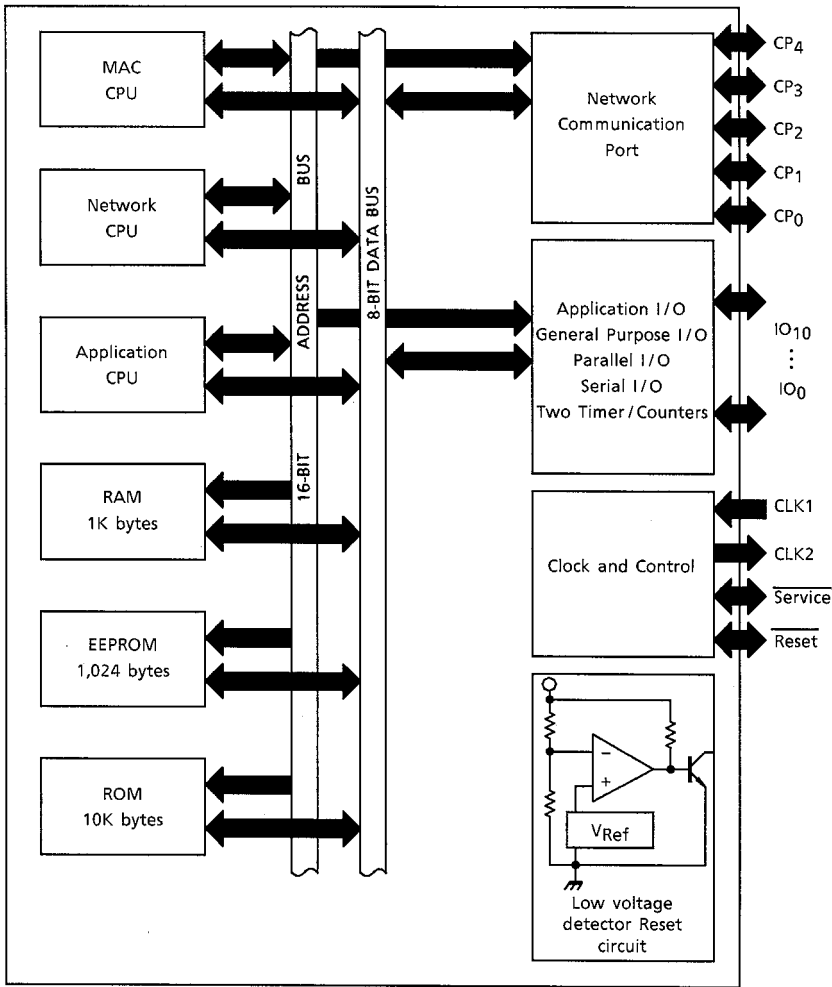 MAC
CPU
Network
CPU
Application
CPU
RAM
1K bytes
EEPROM
1,024 bytes
ROM
10K bytes
16-BIT ADDRESS BUS
8-BIT DATA BUS
Network
Communication
Port
Application I/O
General Purpose I/O
Parallel I/O
Serial I/O
Two Timer/Counters
Clock and Control
VRef
Low voltage
detector Reset
circuit
CP4
CP3
CP2
CP1
CP0
IO10
⋮
IO0
CLK1
CLK2
Service
Reset